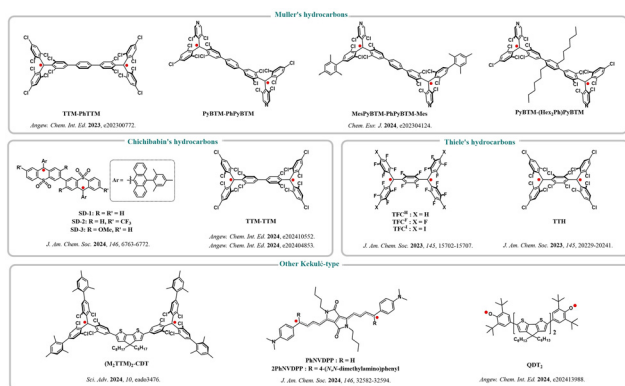 Muller's hydrocarbons
TTM-PhTTM
Angew. Chem. Int. Ed. 2023, e202300772.
PyBTM-PhPyBTM
MesPyBTM-PhPyBTM-Mes
Chem. Eur. J. 2024, e202304124.
PyBTM-(Hex₂Ph)PyBTM
Chichibabin's hydrocarbons
SD-1: R = R' = H
SD-2: R = H, R' = CF₃
SD-3: R = OMe, R' = H
J. Am. Chem. Soc. 2024, 146, 6763-6772.
Ar =
TTM-TTM
Angew. Chem. Int. Ed. 2024, e202410552.
Angew. Chem. Int. Ed. 2024, e202404853.
Thiele's hydrocarbons
TFCᴴ : X = H
TFCᶠ : X = F
TFCᴵ : X = I
J. Am. Chem. Soc. 2023, 145, 15702-15707.
TTH
J. Am. Chem. Soc. 2023, 145, 20229-20241.
Other Kekulé-type
C₆H₁₇ C₆H₁₇
(M₂TTM)₂-CDT
Sci. Adv. 2024, 10, eado3476.
PhNVDPP : R = H
2PhNVDPP : R = 4-(N,N-dimethylamino)phenyl
J. Am. Chem. Soc. 2024, 146, 32582-32594.
QDT₂
Angew. Chem. Int. Ed. 2024, e202413988.